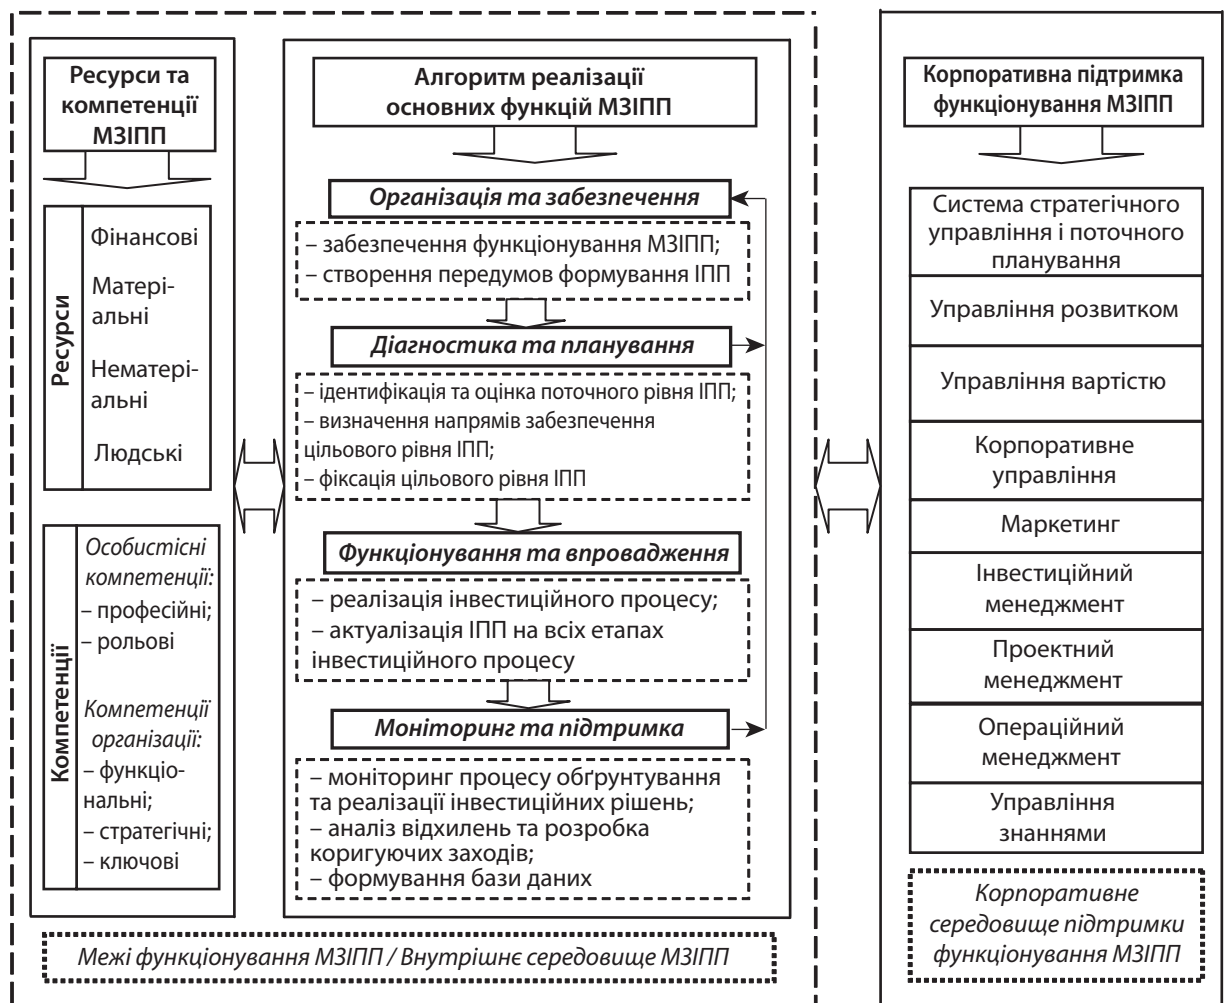 Ресурси та
компетенції
МЗІПП
Ресурси
Фінансові
Матері-
альні
Нематері-
альні
Людські
Компетенції
Особистісні
компетенції:
– професійні;
– рольові
Компетенції
організації:
– функціо-
нальні;
– стратегічні;
– ключові
Алгоритм реалізації
основних функцій МЗІПП
Організація та забезпечення
– забезпечення функціонування МЗІПП;
– створення передумов формування ІПП
Діагностика та планування
– ідентифікація та оцінка поточного рівня ІПП;
– визначення напрямів забезпечення
цільового рівня ІПП;
– фіксація цільового рівня ІПП
Функціонування та впровадження
– реалізація інвестиційного процесу;
– актуалізація ІПП на всіх етапах
інвестиційного процесу
Моніторинг та підтримка
– моніторинг процесу обґрунтування
та реалізації інвестиційних рішень;
– аналіз відхилень та розробка
коригуючих заходів;
– формування бази даних
Межі функціонування МЗІПП / Внутрішнє середовище МЗІПП
Корпоративна підтримка
функціонування МЗІПП
Система стратегічного
управління і поточного
планування
Управління розвитком
Управління вартістю
Корпоративне
управління
Маркетинг
Інвестиційний
менеджмент
Проектний
менеджмент
Операційний
менеджмент
Управління
знаннями
Корпоративне
середовище підтримки
функціонування МЗІПП